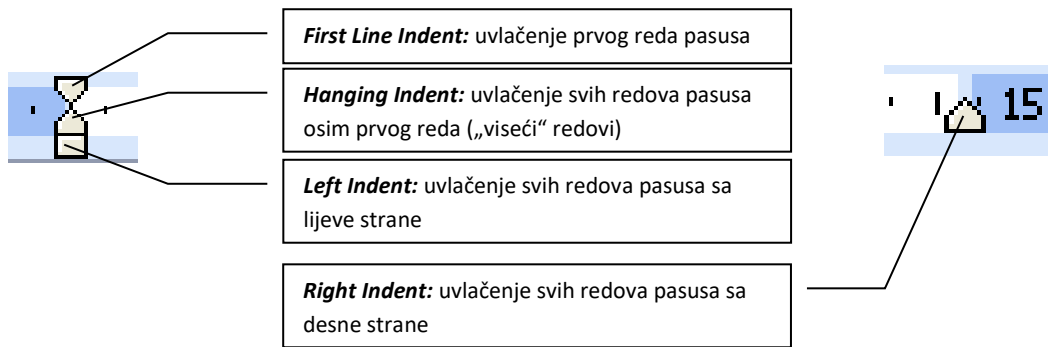 First Line Indent: uvlačenje prvog reda pasusa
Hanging Indent: uvlačenje svih redova pasusa
osim prvog reda („viseći“ redovi)
15
Left Indent: uvlačenje svih redova pasusa sa
lijeve strane
Right Indent: uvlačenje svih redova pasusa sa
desne strane